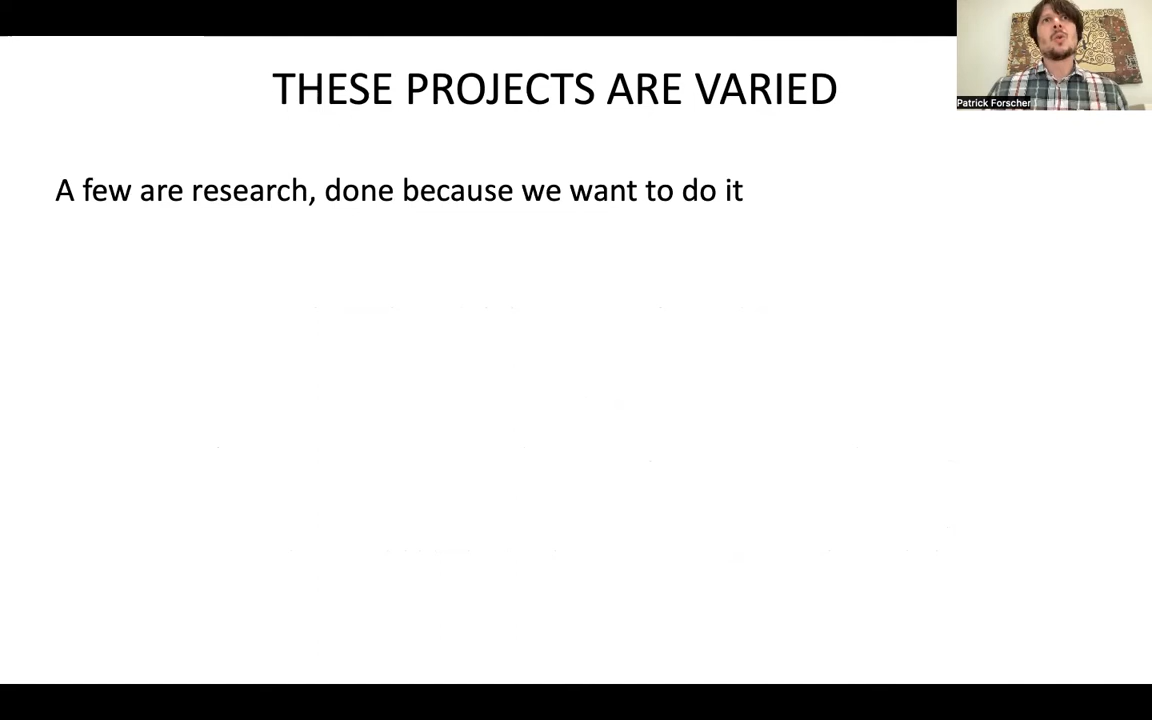 THESE PROJECTS ARE VARIED
Patrick Forscher
A few are research, done because we want to do it